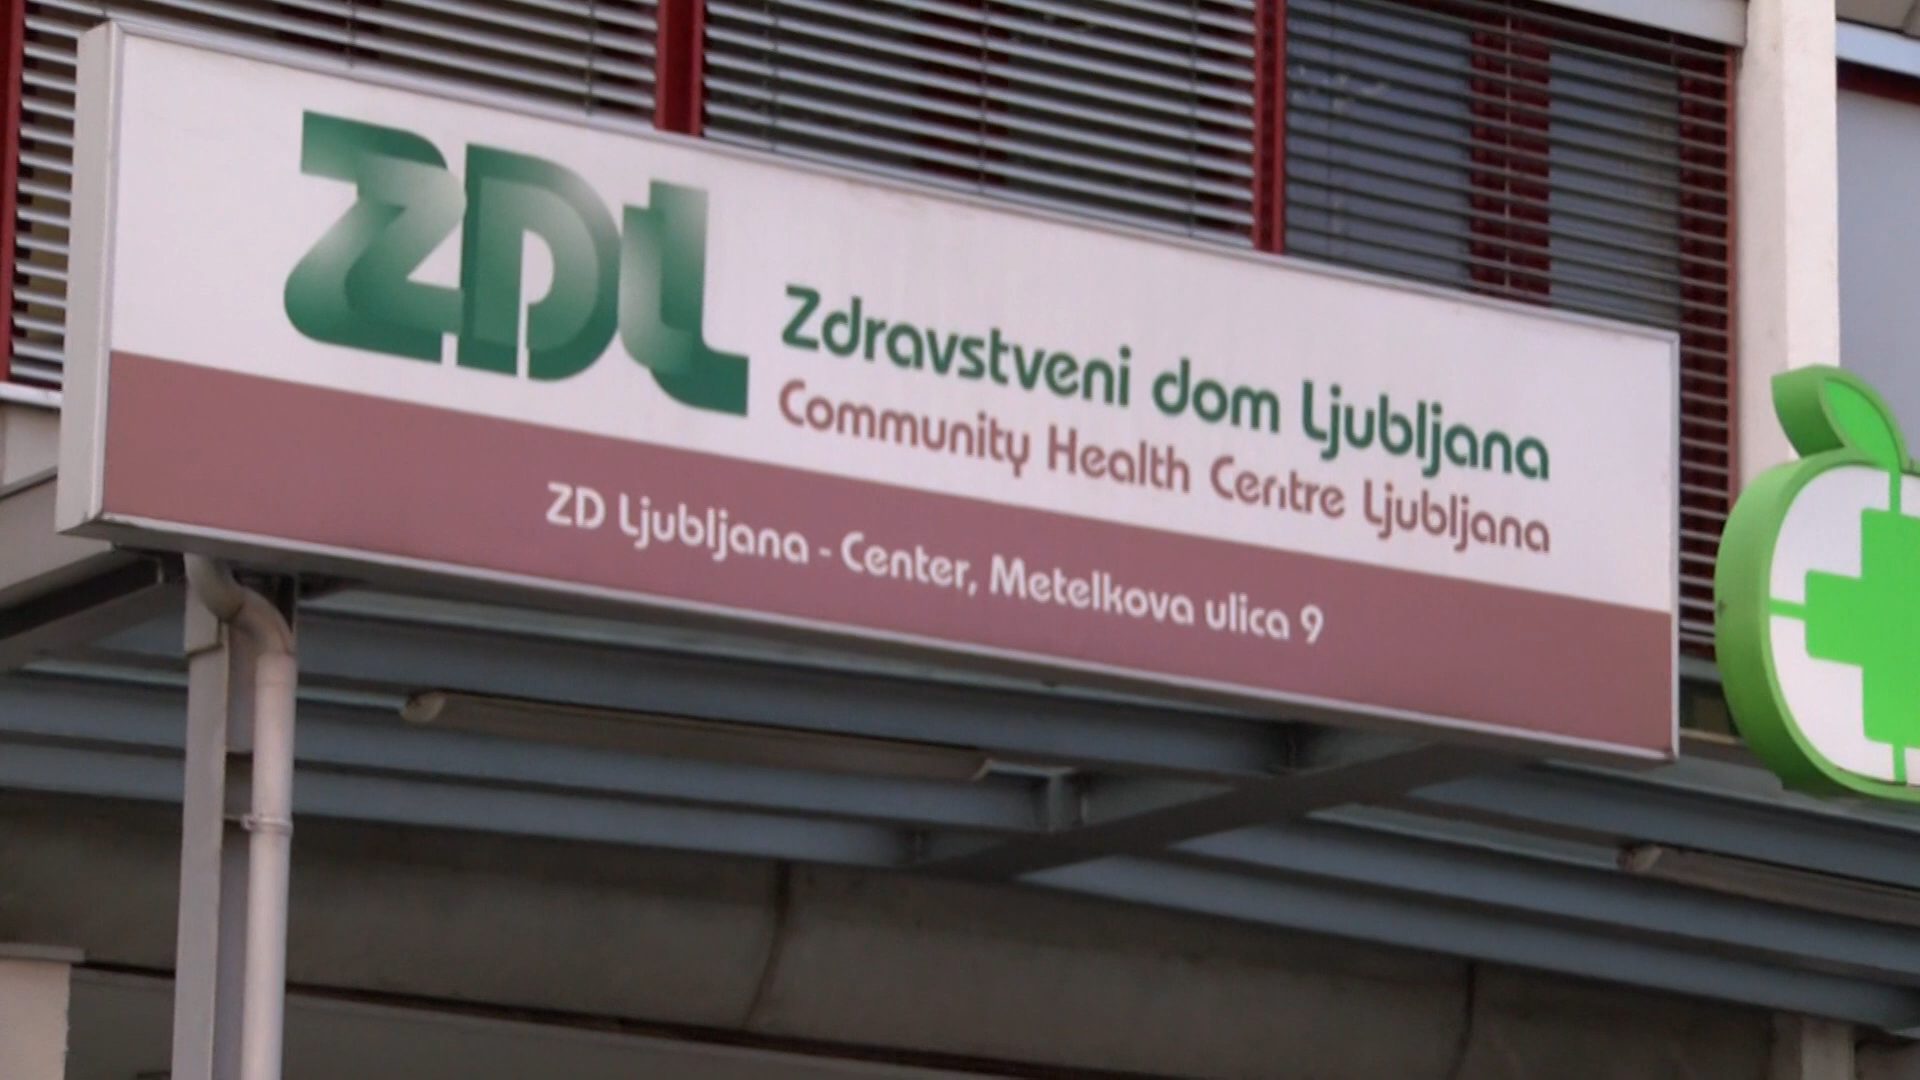 ZDL
Zdravstveni dom Ljubljana
Community Health Centre Ljubljana
ZD Ljubljana - Center, Metelkova ulica 9